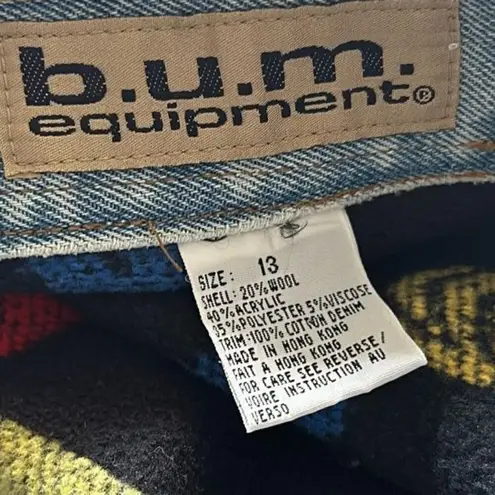 b.u.m.
equipment®
SIZE: 13
SHELL: 20% WOOL
40% ACRYLIC
35% POLYESTER 5% VISCOSE
TRIM: 100% COTTON DENIM
MADE IN HONG KONG
FAIT A HONG KONG
FOR CARE SEE REVERSE/
VOIRE INSTRUCTION AU
VERSO